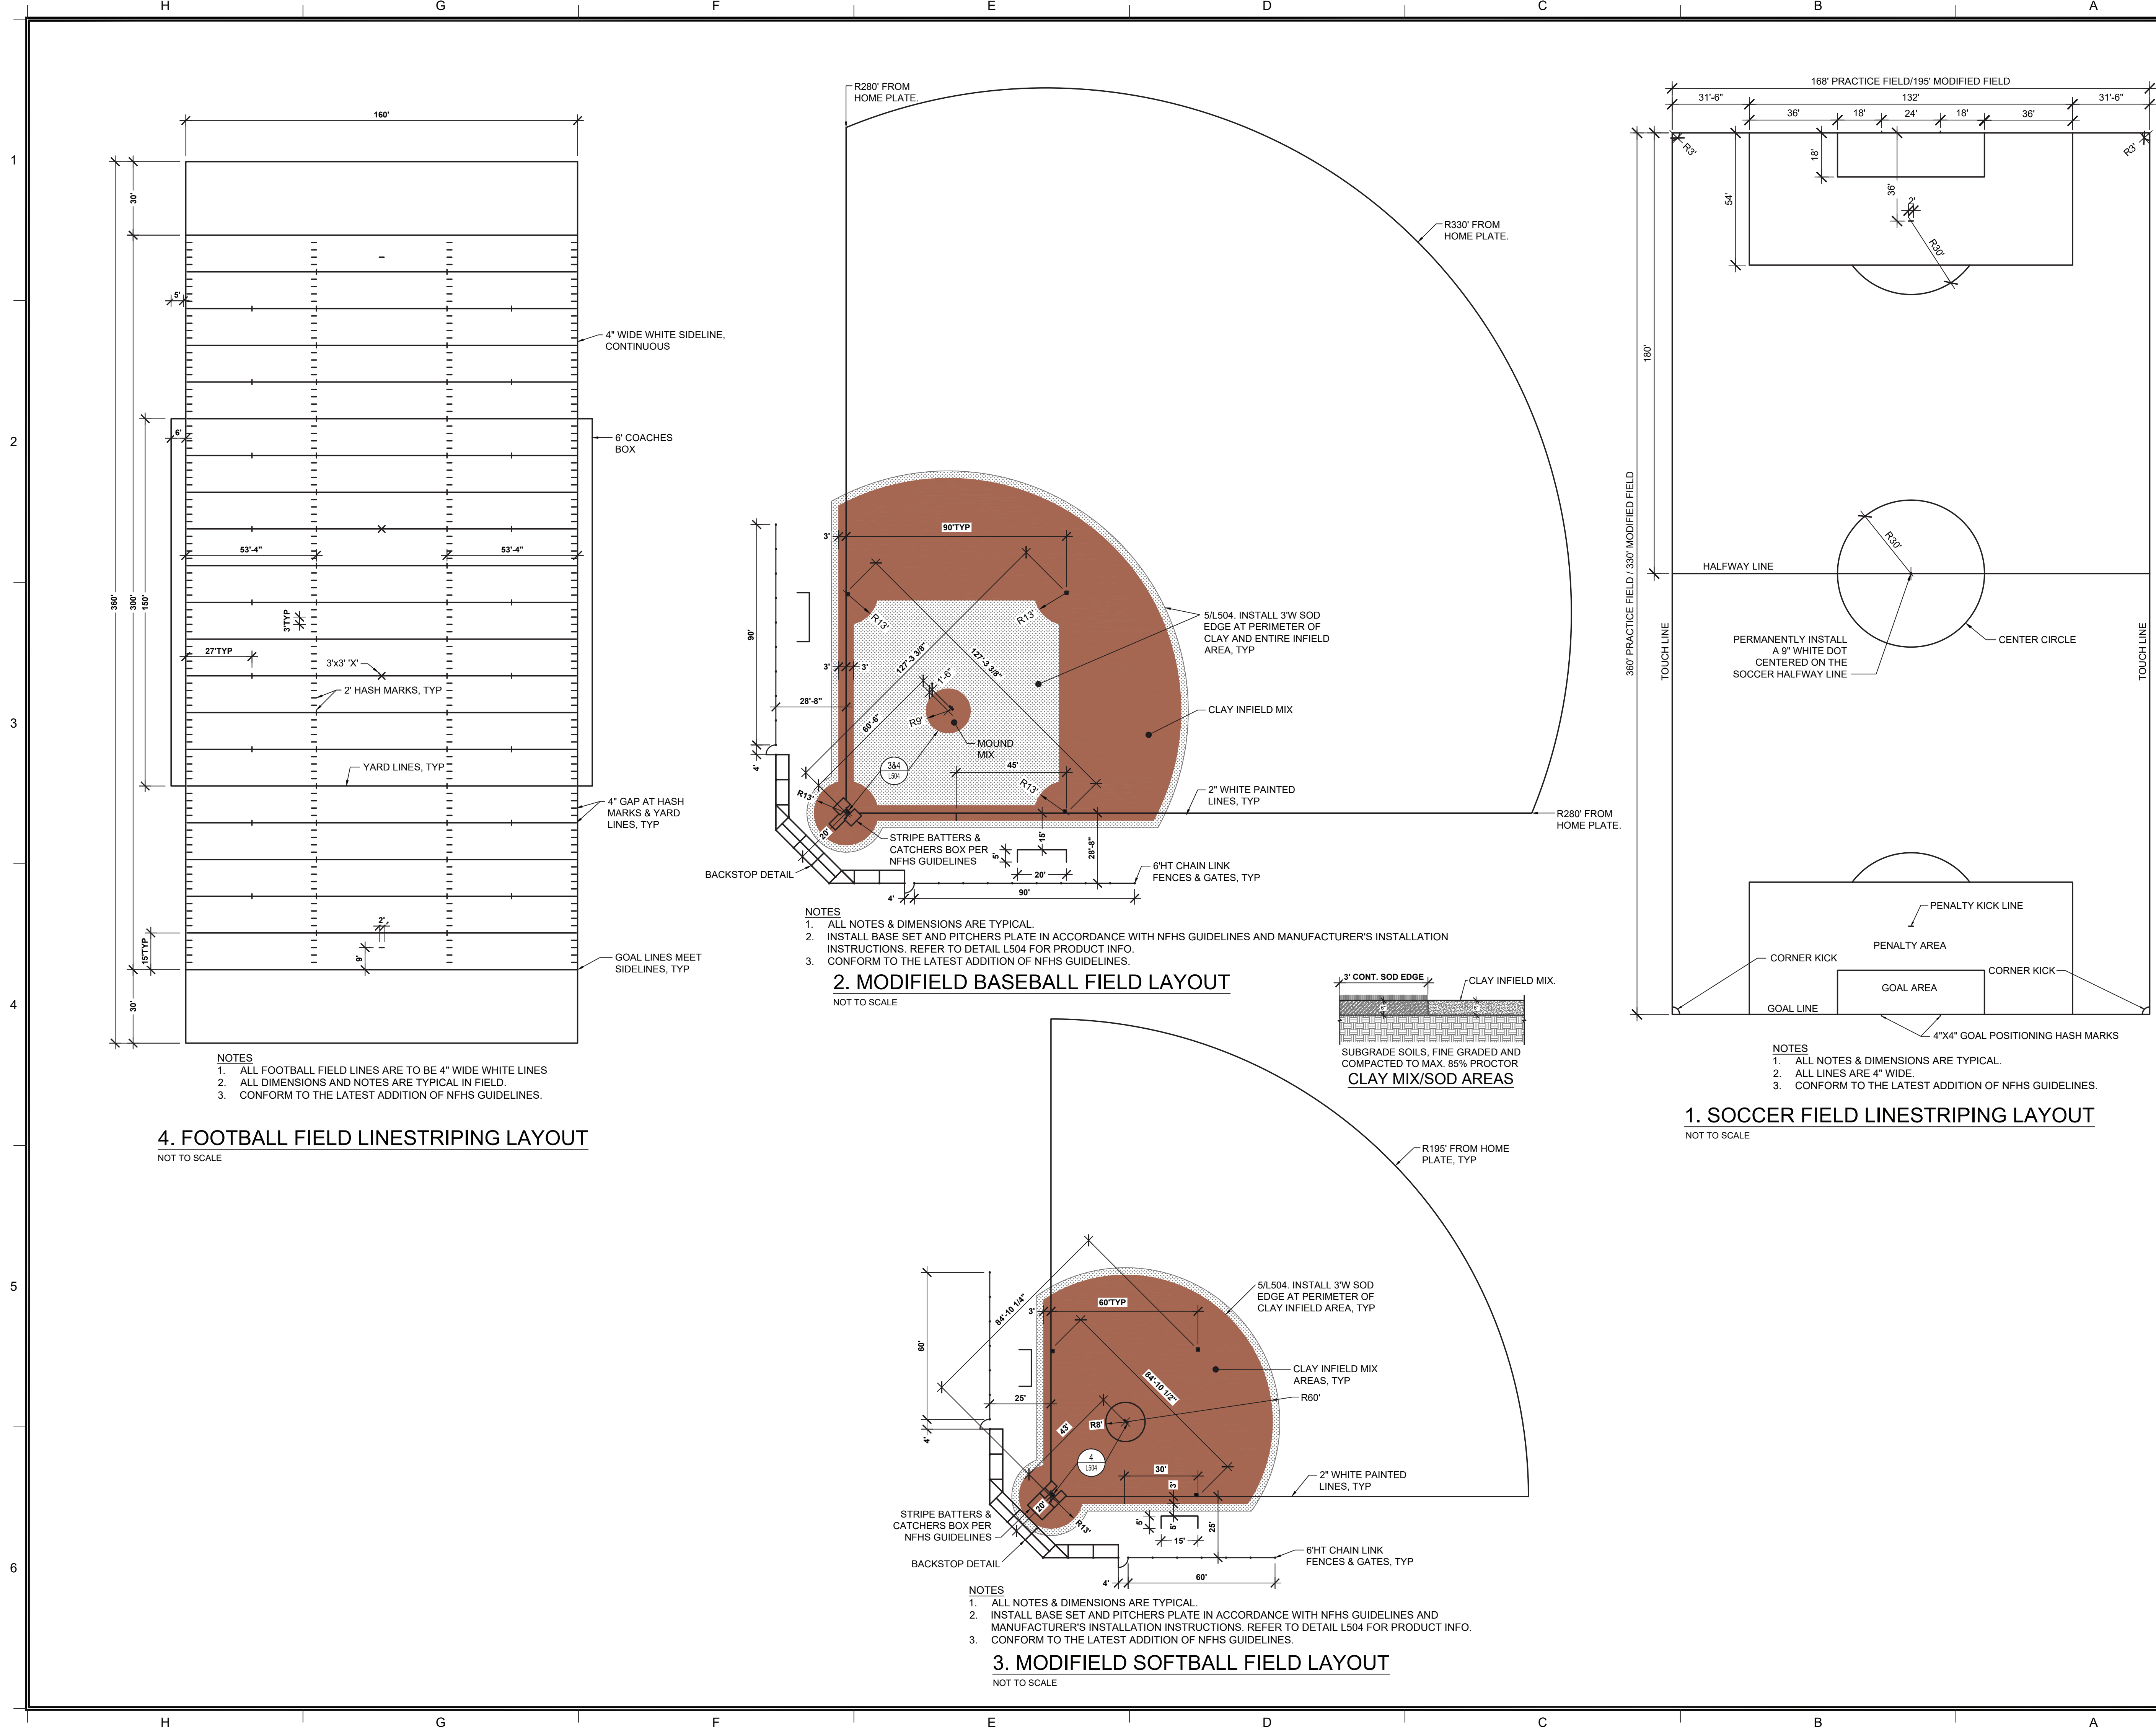 H G F E D C B A
1
2
3
4
5
6
160'
30'
5'
360'
300'
150'
6'
53'-4"
53'-4"
3'TYP
27'TYP
3'x3' 'X'
2' HASH MARKS, TYP
YARD LINES, TYP
4" WIDE WHITE SIDELINE,
CONTINUOUS
6' COACHES
BOX
4" GAP AT HASH
MARKS & YARD
LINES, TYP
GOAL LINES MEET
SIDELINES, TYP
2'
9'
15'TYP
30'
NOTES
1. ALL FOOTBALL FIELD LINES ARE TO BE 4" WIDE WHITE LINES
2. ALL DIMENSIONS AND NOTES ARE TYPICAL IN FIELD.
3. CONFORM TO THE LATEST ADDITION OF NFHS GUIDELINES.
4. FOOTBALL FIELD LINESTRIPING LAYOUT
NOT TO SCALE
R280' FROM
HOME PLATE.
R330' FROM
HOME PLATE.
90'TYP
3'
R13'
R13'
127'-3 3/8"
127'-3 3/8"
90'
3'
3'
1'-6"
28'-8"
R9'
60'-6"
MOUND
MIX
3&4
L504
45'
R13'
4'
R13'
20'
5/L504. INSTALL 3'W SOD
EDGE AT PERIMETER OF
CLAY AND ENTIRE INFIELD
AREA, TYP
CLAY INFIELD MIX
2" WHITE PAINTED
LINES, TYP
R280' FROM
HOME PLATE.
STRIPE BATTERS &
CATCHERS BOX PER
NFHS GUIDELINES
BACKSTOP DETAIL
5'
15'
28'-8"
20'
90'
4'
6'HT CHAIN LINK
FENCES & GATES, TYP
NOTES
1. ALL NOTES & DIMENSIONS ARE TYPICAL.
2. INSTALL BASE SET AND PITCHERS PLATE IN ACCORDANCE WITH NFHS GUIDELINES AND MANUFACTURER'S INSTALLATION
INSTRUCTIONS. REFER TO DETAIL L504 FOR PRODUCT INFO.
3. CONFORM TO THE LATEST ADDITION OF NFHS GUIDELINES.
2. MODIFIELD BASEBALL FIELD LAYOUT
NOT TO SCALE
3' CONT. SOD EDGE
CLAY INFIELD MIX.
SUBGRADE SOILS, FINE GRADED AND
COMPACTED TO MAX. 85% PROCTOR
CLAY MIX/SOD AREAS
R195' FROM HOME
PLATE, TYP
84'-10 1/4"
3'
60'TYP
60'
84'-10 1/2"
25'
43'
R8'
4
L504
4'
30'
3'
20'
R13'
5/L504. INSTALL 3'W SOD
EDGE AT PERIMETER OF
CLAY INFIELD AREA, TYP
CLAY INFIELD MIX
AREAS, TYP
R60'
2" WHITE PAINTED
LINES, TYP
STRIPE BATTERS &
CATCHERS BOX PER
NFHS GUIDELINES
BACKSTOP DETAIL
5'
5'
15'
25'
4'
60'
6'HT CHAIN LINK
FENCES & GATES, TYP
NOTES
1. ALL NOTES & DIMENSIONS ARE TYPICAL.
2. INSTALL BASE SET AND PITCHERS PLATE IN ACCORDANCE WITH NFHS GUIDELINES AND
MANUFACTURER'S INSTALLATION INSTRUCTIONS. REFER TO DETAIL L504 FOR PRODUCT INFO.
3. CONFORM TO THE LATEST ADDITION OF NFHS GUIDELINES.
3. MODIFIELD SOFTBALL FIELD LAYOUT
NOT TO SCALE
168' PRACTICE FIELD/195' MODIFIED FIELD
31'-6"
132'
31'-6"
36'
18'
24'
18'
36'
R3'
R3'
18'
36'
54'
2'
R30'
180'
360' PRACTICE FIELD / 330' MODIFIED FIELD
R30'
HALFWAY LINE
TOUCH LINE
TOUCH LINE
PERMANENTLY INSTALL
A 9" WHITE DOT
CENTERED ON THE
SOCCER HALFWAY LINE
CENTER CIRCLE
PENALTY KICK LINE
PENALTY AREA
CORNER KICK
CORNER KICK
GOAL AREA
GOAL LINE
4"X4" GOAL POSITIONING HASH MARKS
NOTES
1. ALL NOTES & DIMENSIONS ARE TYPICAL.
2. ALL LINES ARE 4" WIDE.
3. CONFORM TO THE LATEST ADDITION OF NFHS GUIDELINES.
1. SOCCER FIELD LINESTRIPING LAYOUT
NOT TO SCALE
H G F E D C B A